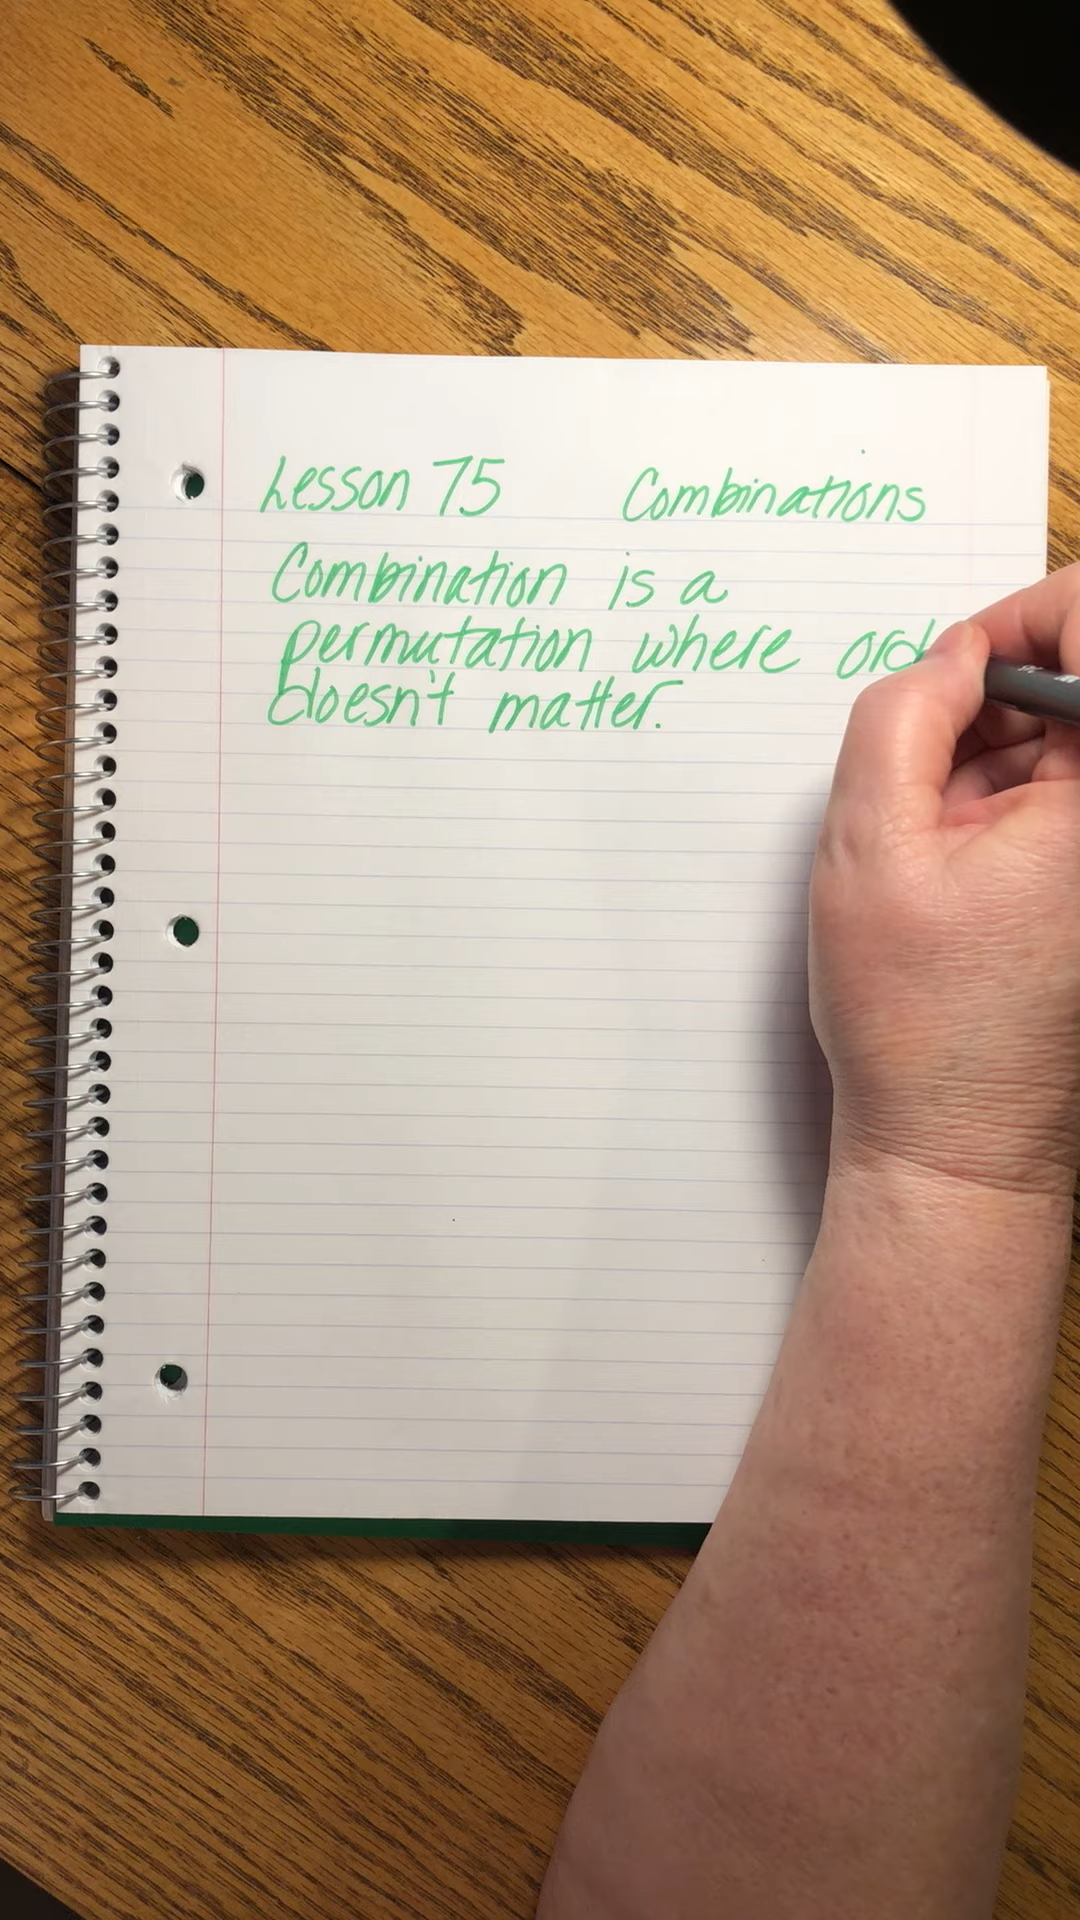 Lesson 75 Combinations
Combination is a
permutation where
doesn't matter.